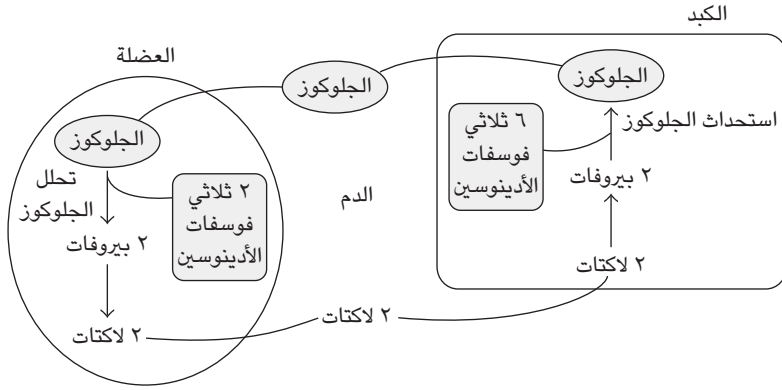 الكبد
العضلة
الجلوكوز
الجلوكوز
الجلوكوز
استحداث الجلوكوز
٦ ثلاثي
فوسفات
الأدينوسين
٢ بيروفات
٢ لاكتات
الدم
تحلل
الجلوكوز
٢ ثلاثي
فوسفات
الأدينوسين
٢ بيروفات
٢ لاكتات
٢ لاكتات